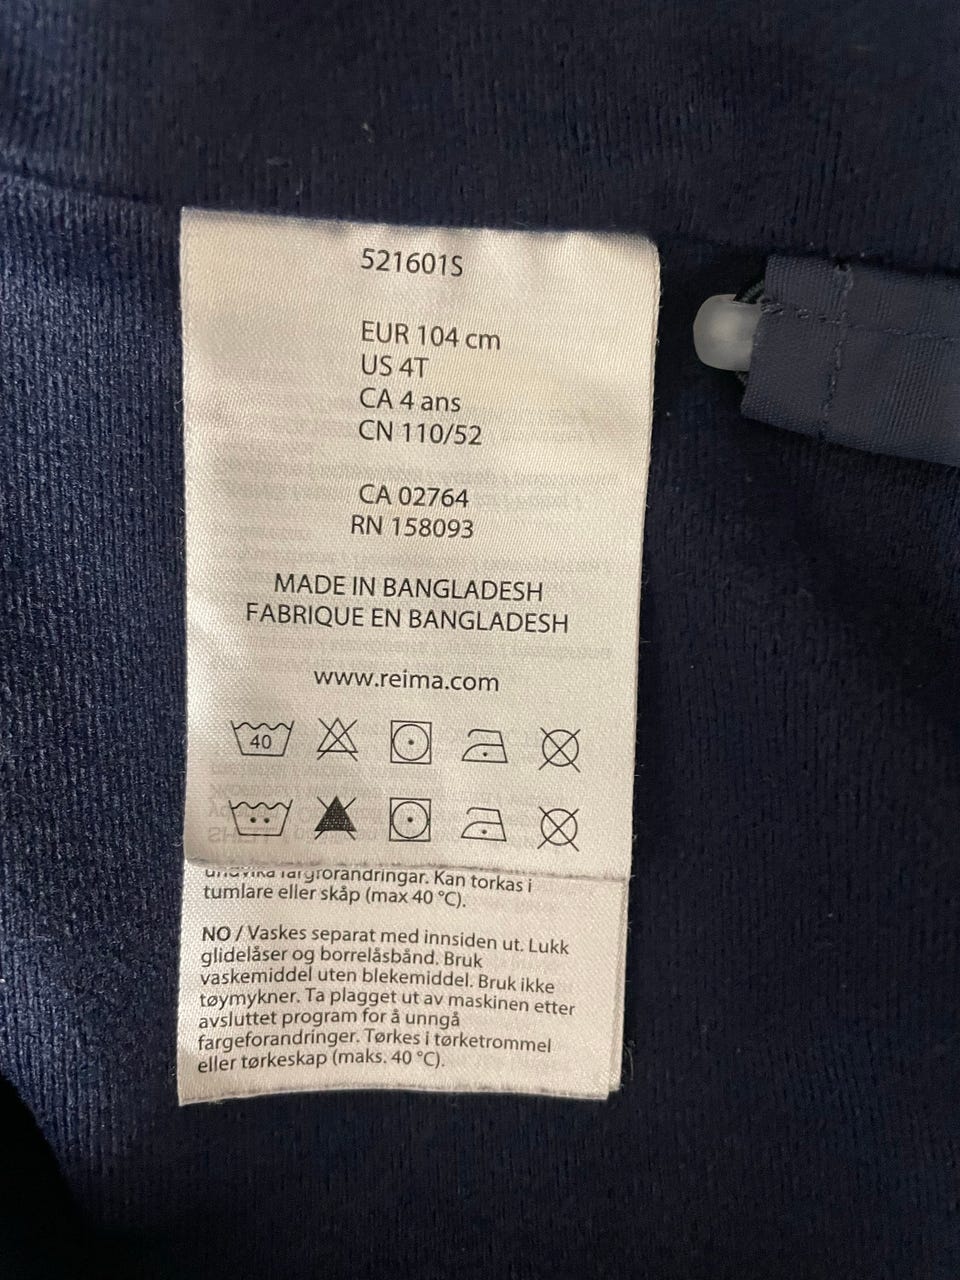 521601S
EUR 104 cm
US 4T
CA 4 ans
CN 110/52
CA 02764
RN 158093
MADE IN BANGLADESH
FABRIQUE EN BANGLADESH
www.reima.com
40
färgförändringar. Kan torkas i
tumlare eller skåp (max 40 °C).
NO / Vaskes separat med innsiden ut. Lukk
glidelåser og borrelåsbånd. Bruk
vaskemiddel uten blekemiddel. Bruk ikke
tøymykner. Ta plagget ut av maskinen etter
avsluttet program for å unngå
fargeforandringer. Tørkes i tørketrommel
eller tørkeskap (maks. 40 °C).